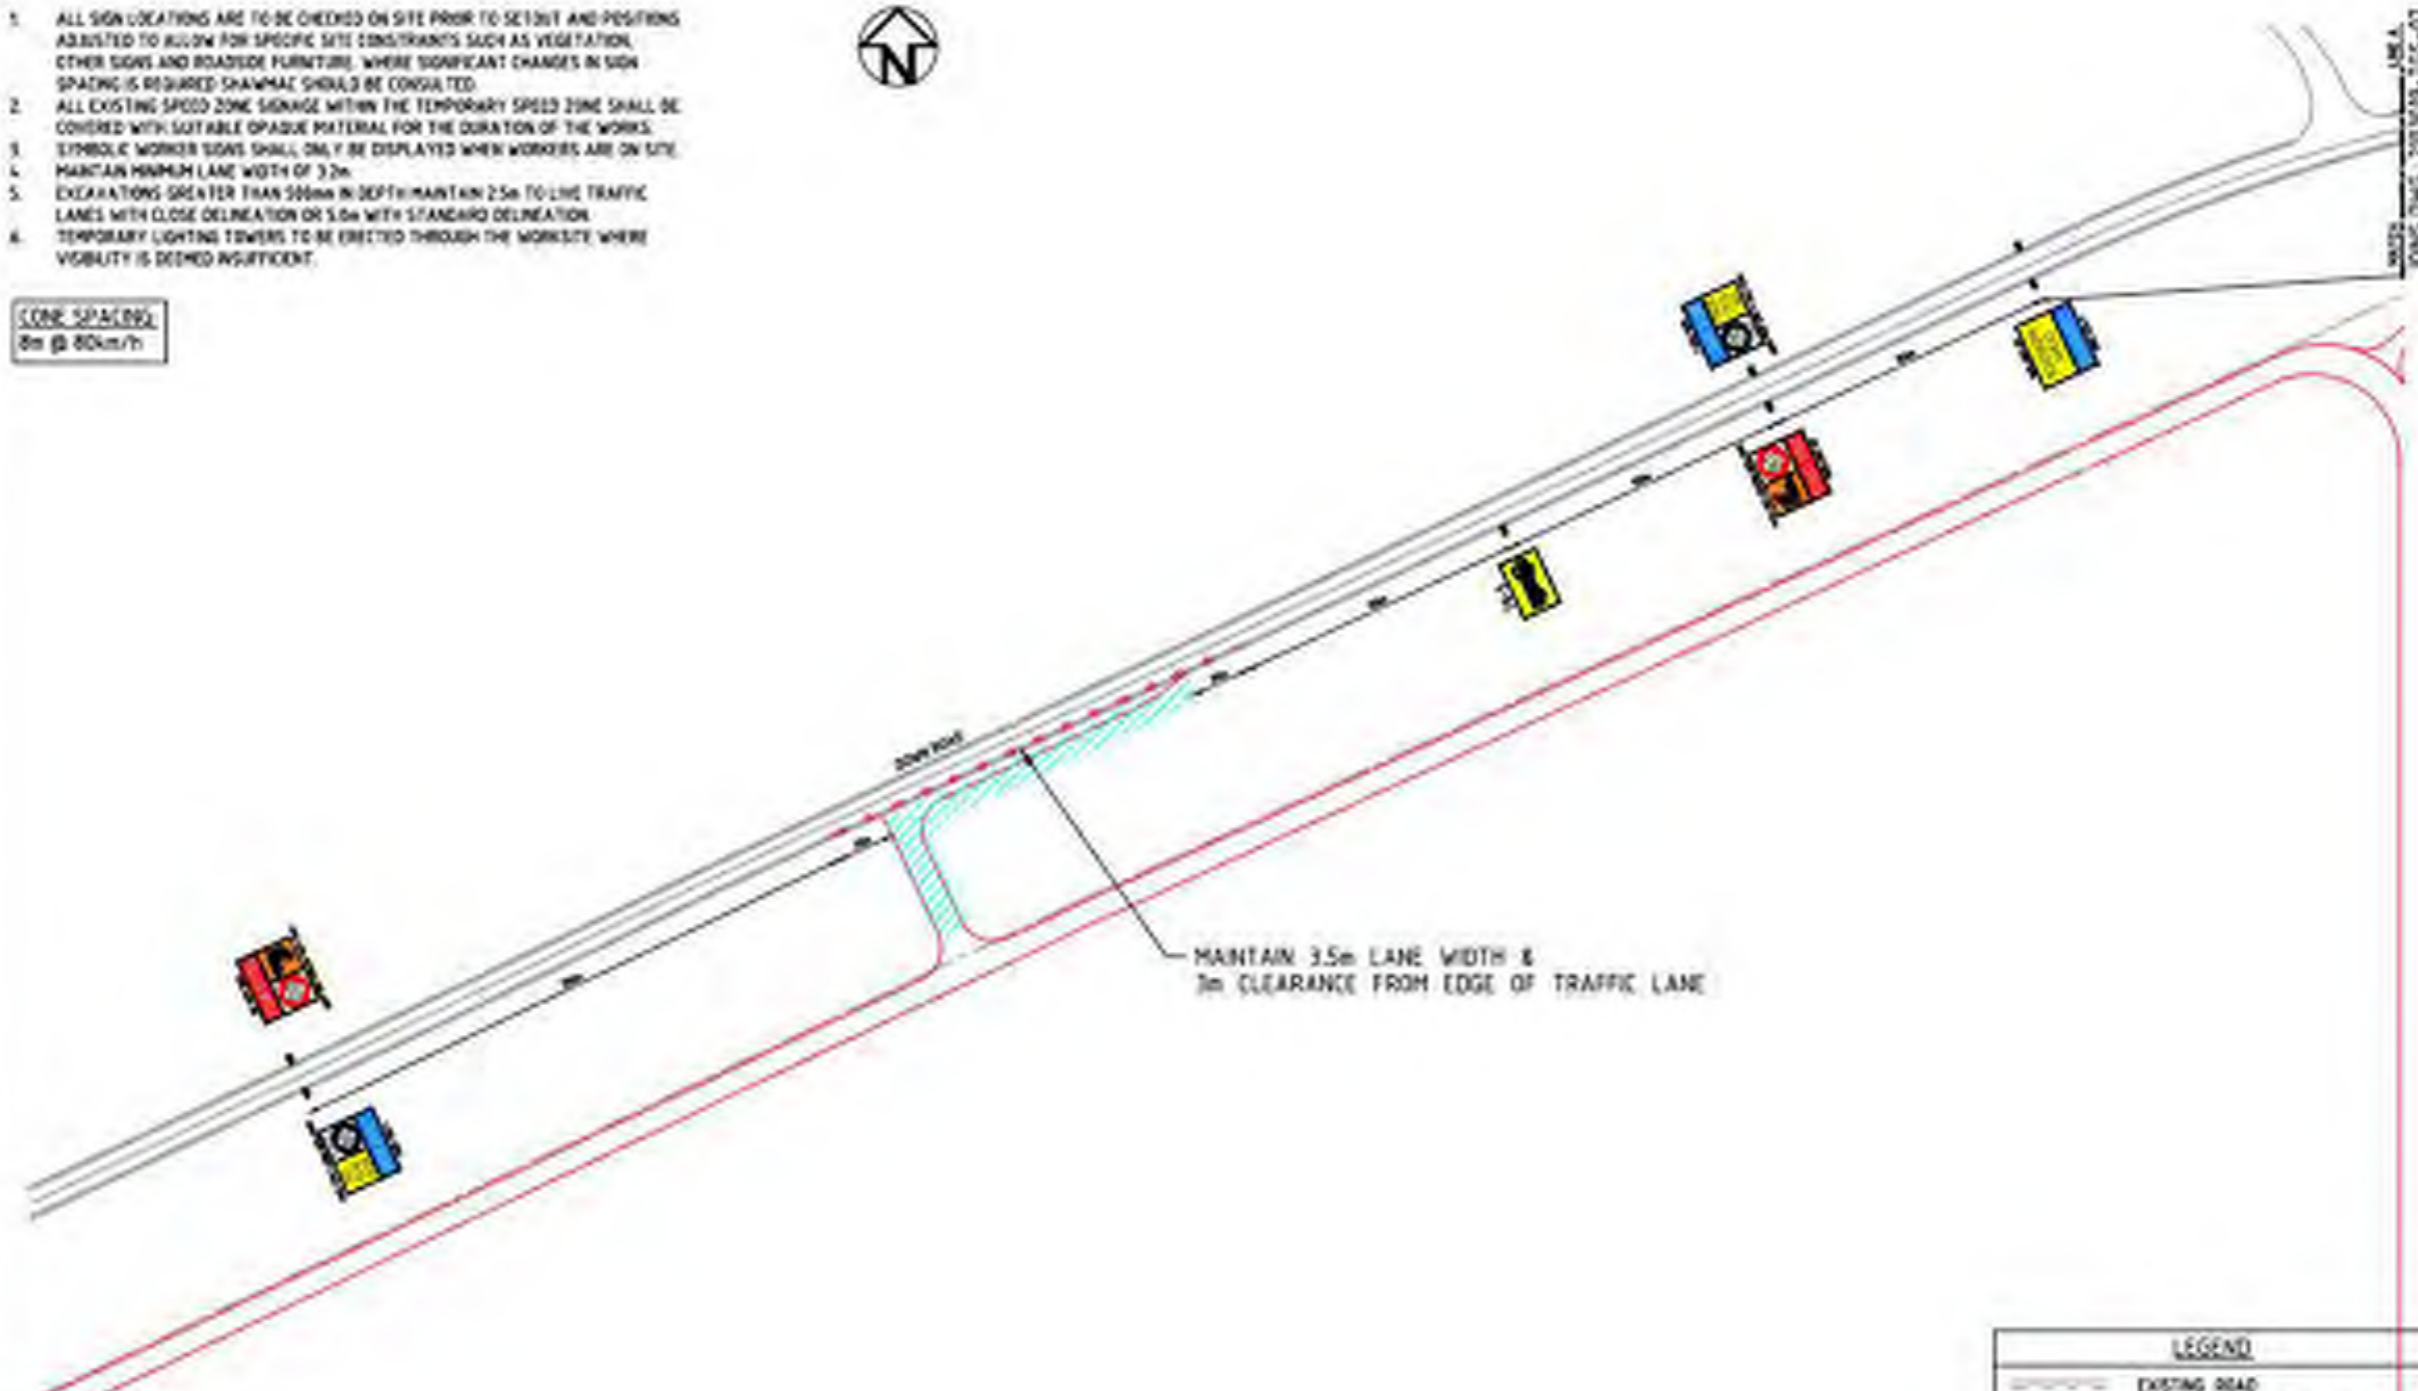 1. ALL SIGN LOCATIONS ARE TO BE CHECKED ON SITE PRIOR TO SETOUT AND POSITIONS
ADJUSTED TO ALLOW FOR SPECIFIC SITE CONSTRAINTS SUCH AS VEGETATION,
OTHER SIGNS AND ROADSIDE FURNITURE. WHERE SIGNIFICANT CHANGES IN SIGN
SPACING IS REQUIRED SHAWMAC SHOULD BE CONSULTED.
2. ALL EXISTING SPEED ZONE SIGNAGE WITHIN THE TEMPORARY SPEED ZONE SHALL BE
COVERED WITH SUITABLE OPAQUE MATERIAL FOR THE DURATION OF THE WORKS.
3. SYMBOLIC WORKER SIGNS SHALL ONLY BE DISPLAYED WHEN WORKERS ARE ON SITE.
4. MAINTAIN MINIMUM LANE WIDTH OF 3.2m
5. EXCAVATIONS GREATER THAN 500mm IN DEPTH MAINTAIN 2.5m TO LIVE TRAFFIC
LANES WITH CLOSE DELINEATION OR 5.0m WITH STANDARD DELINEATION.
6. TEMPORARY LIGHTING TOWERS TO BE ERECTED THROUGH THE WORKSITE WHERE
VISIBILITY IS DEEMED INSUFFICIENT.
N
CONE SPACING:
8m @ 80km/h
MATCH LINE A
ROAD
MAINTAIN 3.5m LANE WIDTH &
3m CLEARANCE FROM EDGE OF TRAFFIC LANE
LEGEND
EXISTING ROAD